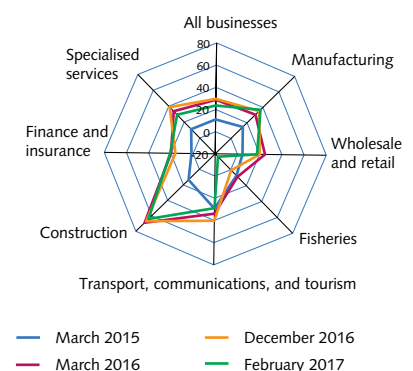 All businesses
80
60
40
20
0
-20
Manufacturing
Wholesale
and retail
Fisheries
Transport, communications, and tourism
Construction
Finance and
insurance
Specialised
services
March 2015
December 2016
March 2016
February 2017